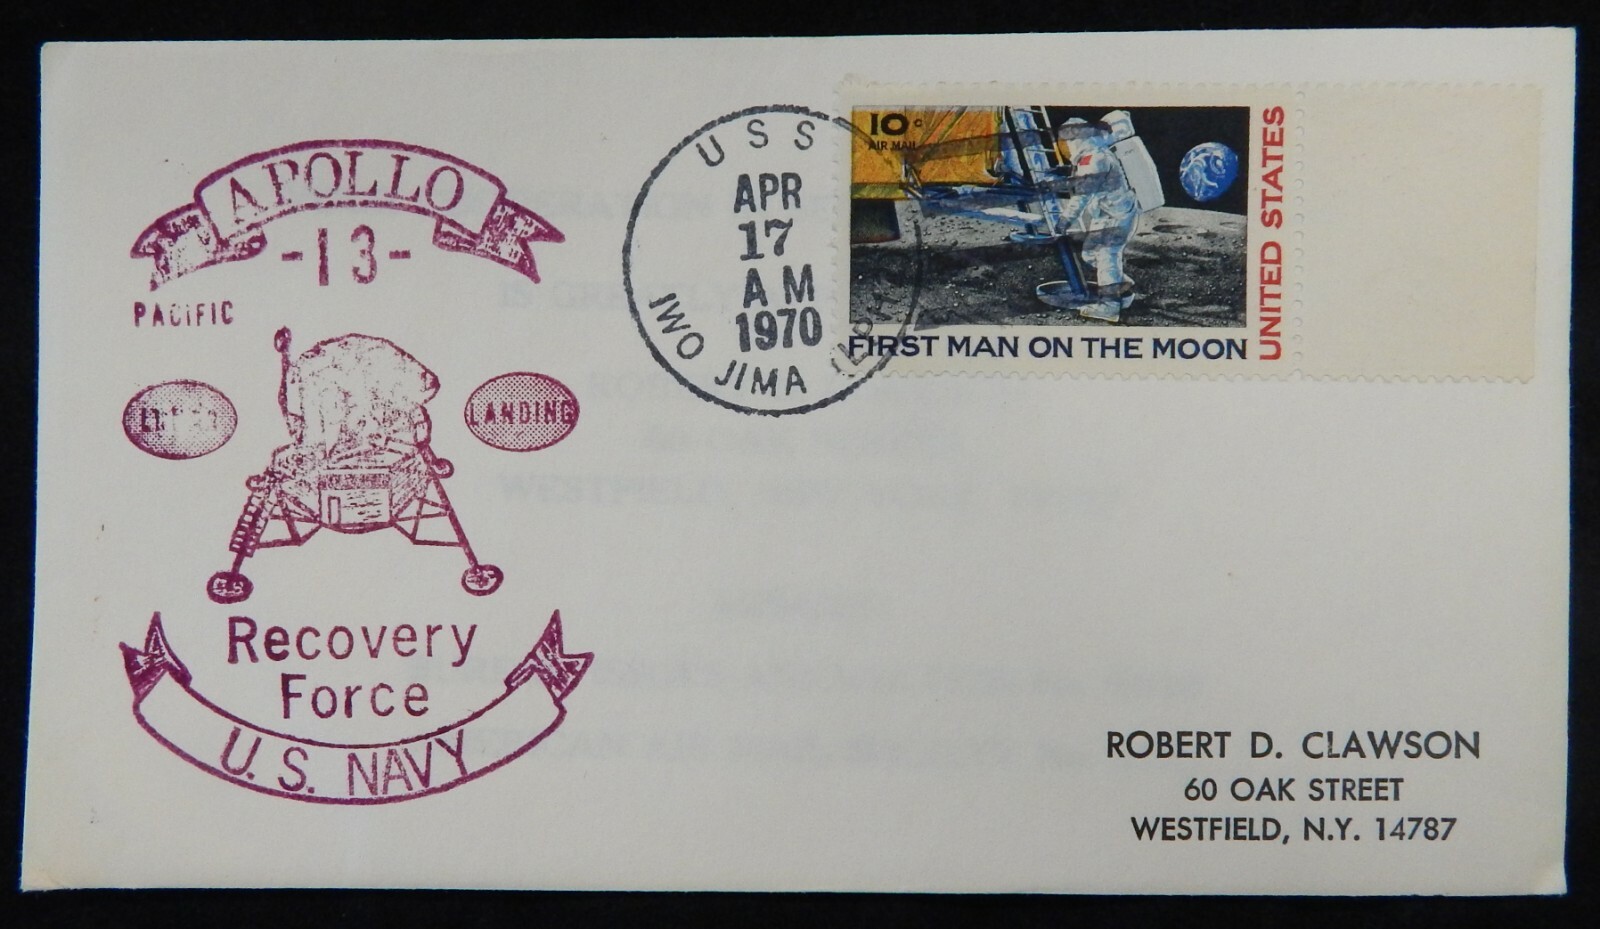 APOLLO
-13-
PACIFIC
LANDING
Recovery
Force
U.S. NAVY
USS
APR
17
AM
1970
IWO JIMA (LPH
10c
AIR MAIL
FIRST MAN ON THE MOON
UNITED STATES
ROBERT D. CLAWSON
60 OAK STREET
WESTFIELD, N.Y. 14787